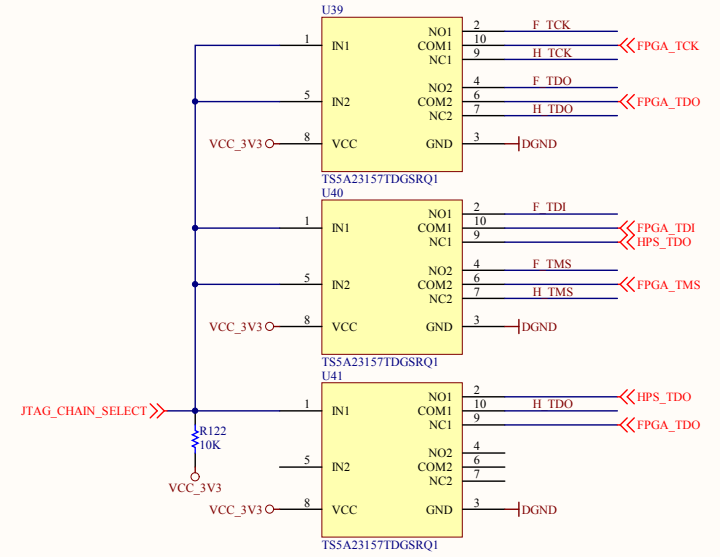 U39
1 IN1 NO1 2 F_TCK
COM1 10 FPGA_TCK
NC1 9 H_TCK
5 IN2 NO2 4 F_TDO
COM2 6 FPGA_TDO
NC2 7 H_TDO
VCC_3V3 8 VCC GND 3 DGND
TS5A23157TDGSRQ1
U40
1 IN1 NO1 2 F_TDI
COM1 10 FPGA_TDI
NC1 9 HPS_TDO
5 IN2 NO2 4 F_TMS
COM2 6 FPGA_TMS
NC2 7 H_TMS
VCC_3V3 8 VCC GND 3 DGND
TS5A23157TDGSRQ1
U41
NO1 2 HPS_TDO
JTAG_CHAIN_SELECT 1 IN1 COM1 10 H_TDO
NC1 9 FPGA_TDO
R122
10K
VCC_3V3
5 IN2 NO2 4
COM2 6
NC2 7
VCC_3V3 8 VCC GND 3 DGND
TS5A23157TDGSRQ1